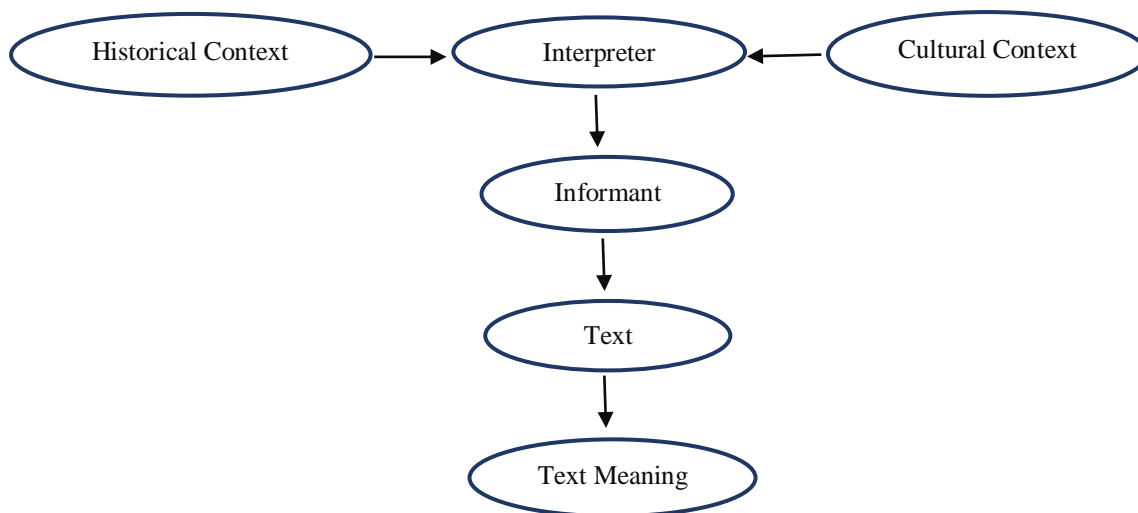 Historical Context
Interpreter
Cultural Context
Informant
Text
Text Meaning